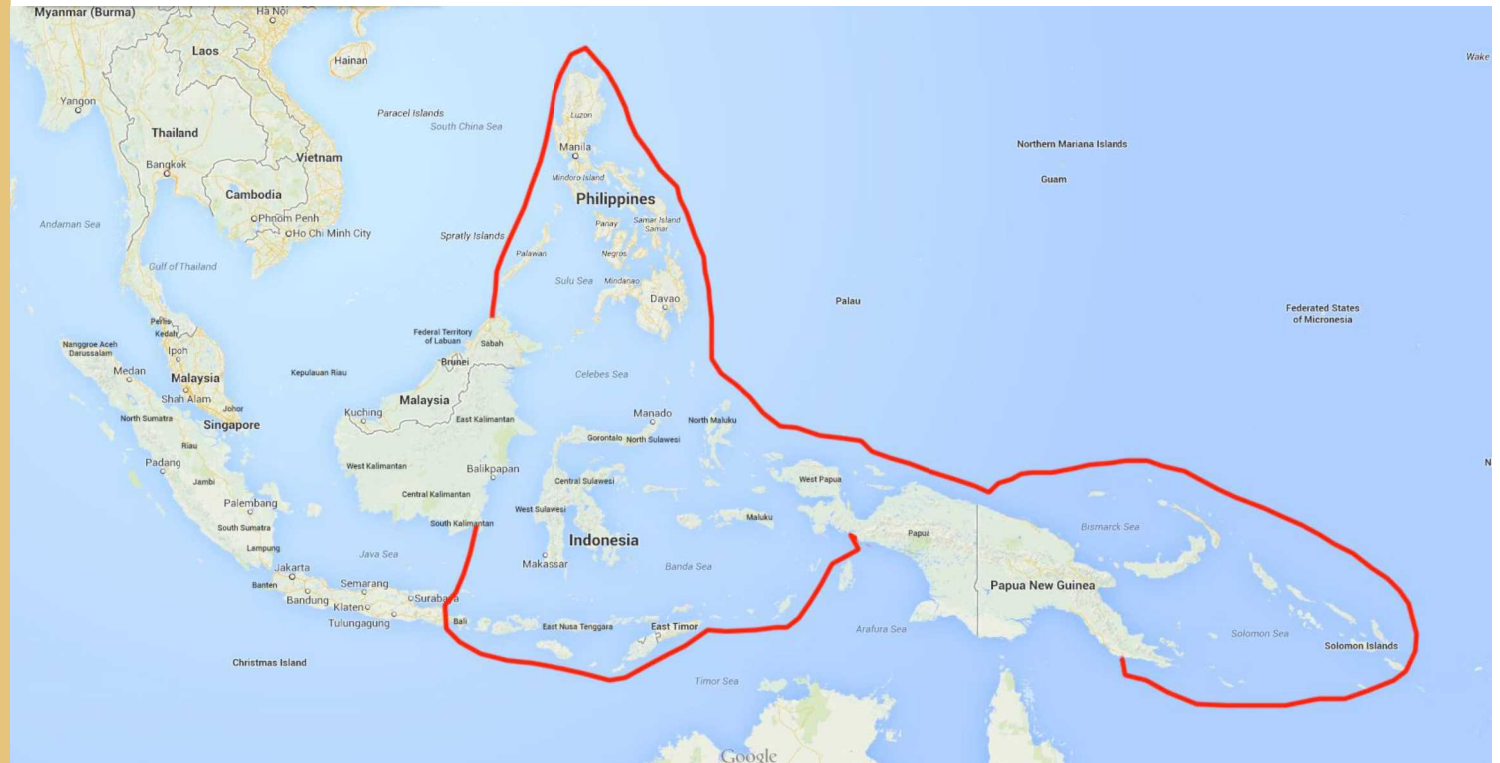 Myanmar (Burma)
Hà Nội
Laos
Hainan
Wake
Yangon
Paracel Islands
South China Sea
Luzon
Thailand
Manila
Northern Mariana Islands
Vietnam
Bangkok
Mindoro Island
Guam
Cambodia
Philippines
Phnom Penh
Panay
Samar Island
Samar
Andaman Sea
Ho Chi Minh City
Spratly Islands
Palawan
Negros
Gulf of Thailand
Sulu Sea
Mindanao
Davao
Palau
Federated States
of Micronesia
Perlis
Kedah
Federal Territory
of Labuan
Sabah
Nanggroe Aceh
Darussalam
Ipoh
Brunei
Medan
Malaysia
Kepulauan Riau
Celebes Sea
Shah Alam
Malaysia
Johor
Kuching
Manado
North Sumatra
Singapore
East Kalimantan
North Maluku
Riau
Gorontalo
North Sulawesi
Padang
West Kalimantan
Balikpapan
N
Jambi
Central Sulawesi
West Papua
Palembang
Central Kalimantan
West Sulavesi
South Sumatra
South Kalimantan
Maluku
Bismarck Sea
Lampung
Java Sea
Indonesia
Papua
Jakarta
Makassar
Banda Sea
Banten
Semarang
Papua New Guinea
Bandung
Klaten
Surabaya
Tulungagung
Bali
East Nusa Tenggara
East Timor
Arafura Sea
Solomon Sea
Solomon Islands
Christmas Island
Timor Sea
Google